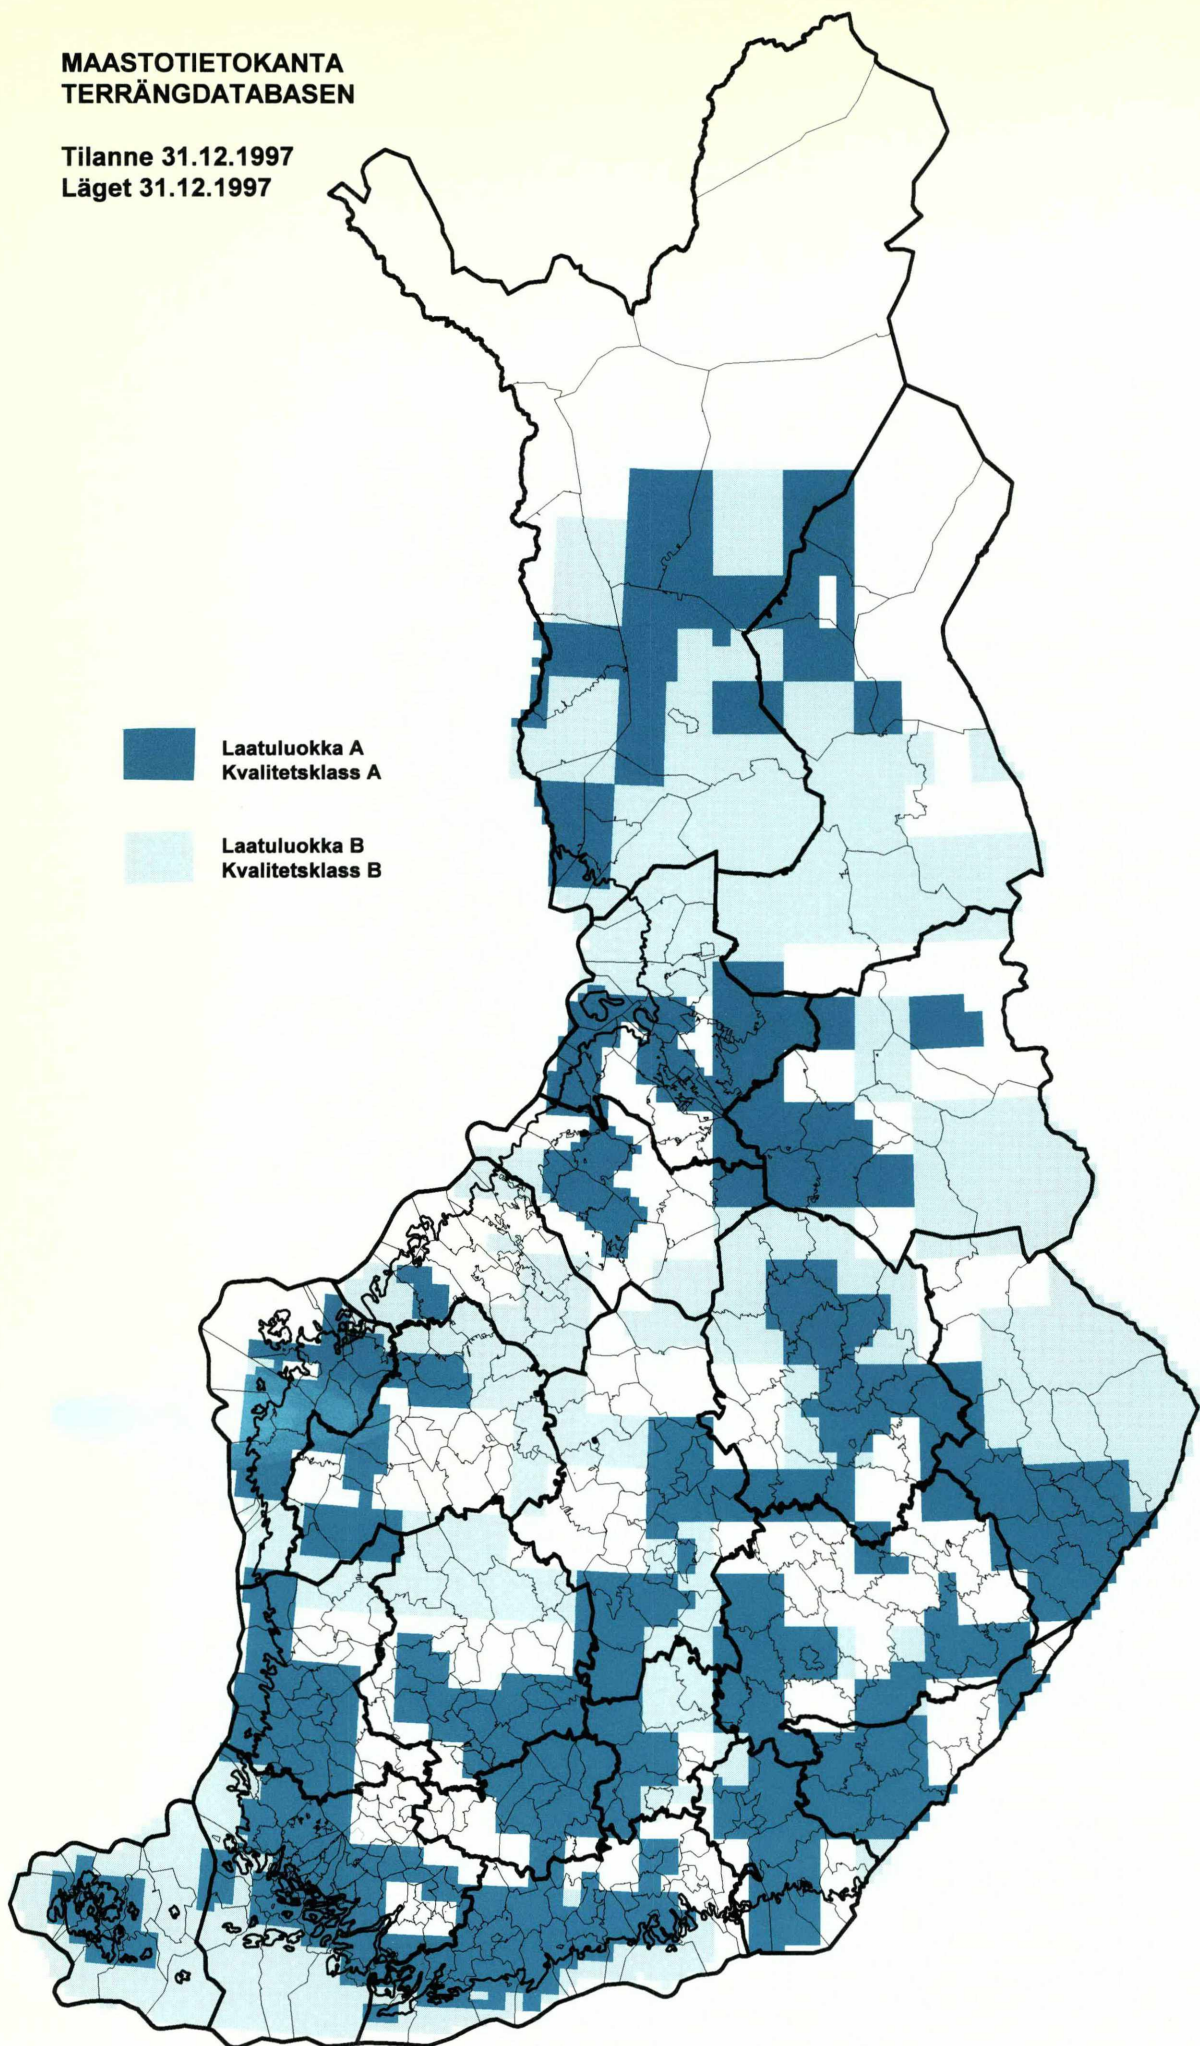 MAASTOTIETOKANTA
TERRÄNGDATABASEN
Tilanne 31.12.1997
Läget 31.12.1997
Laatuluokka A
Kvalitetsklass A
Laatuluokka B
Kvalitetsklass B